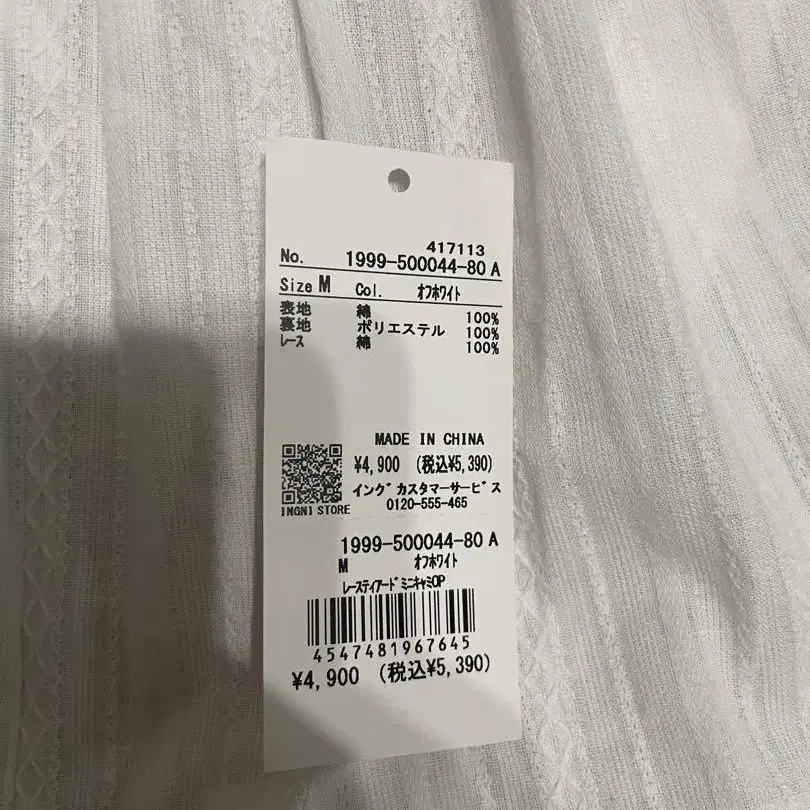 417113
No. 1999-500044-80 A
Size M Col. オフホワイト
表地 綿 100%
裏地 ポリエステル 100%
レース 綿 100%
MADE IN CHINA
¥4,900 (税込¥5,390)
イングカスタマーサービス
0120-555-465
INGNI STORE
1999-500044-80 A
M オフホワイト
レースティアードミニキャミOP
4547481967645
¥4,900 (税込¥5,390)